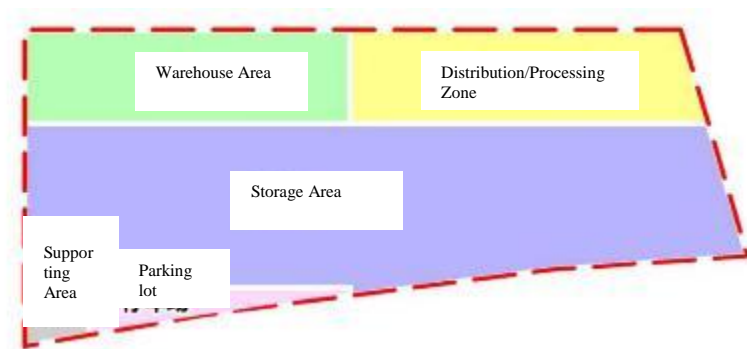 Warehouse Area
Distribution/Processing
Zone
Storage Area
Suppor
ting
Area
Parking
lot